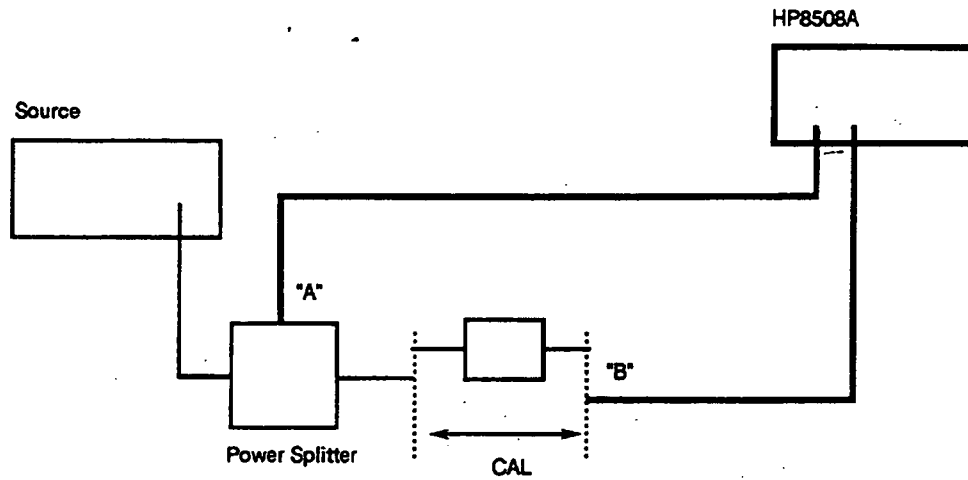 HP8508A
Source
"A"
"B"
Power Splitter
CAL